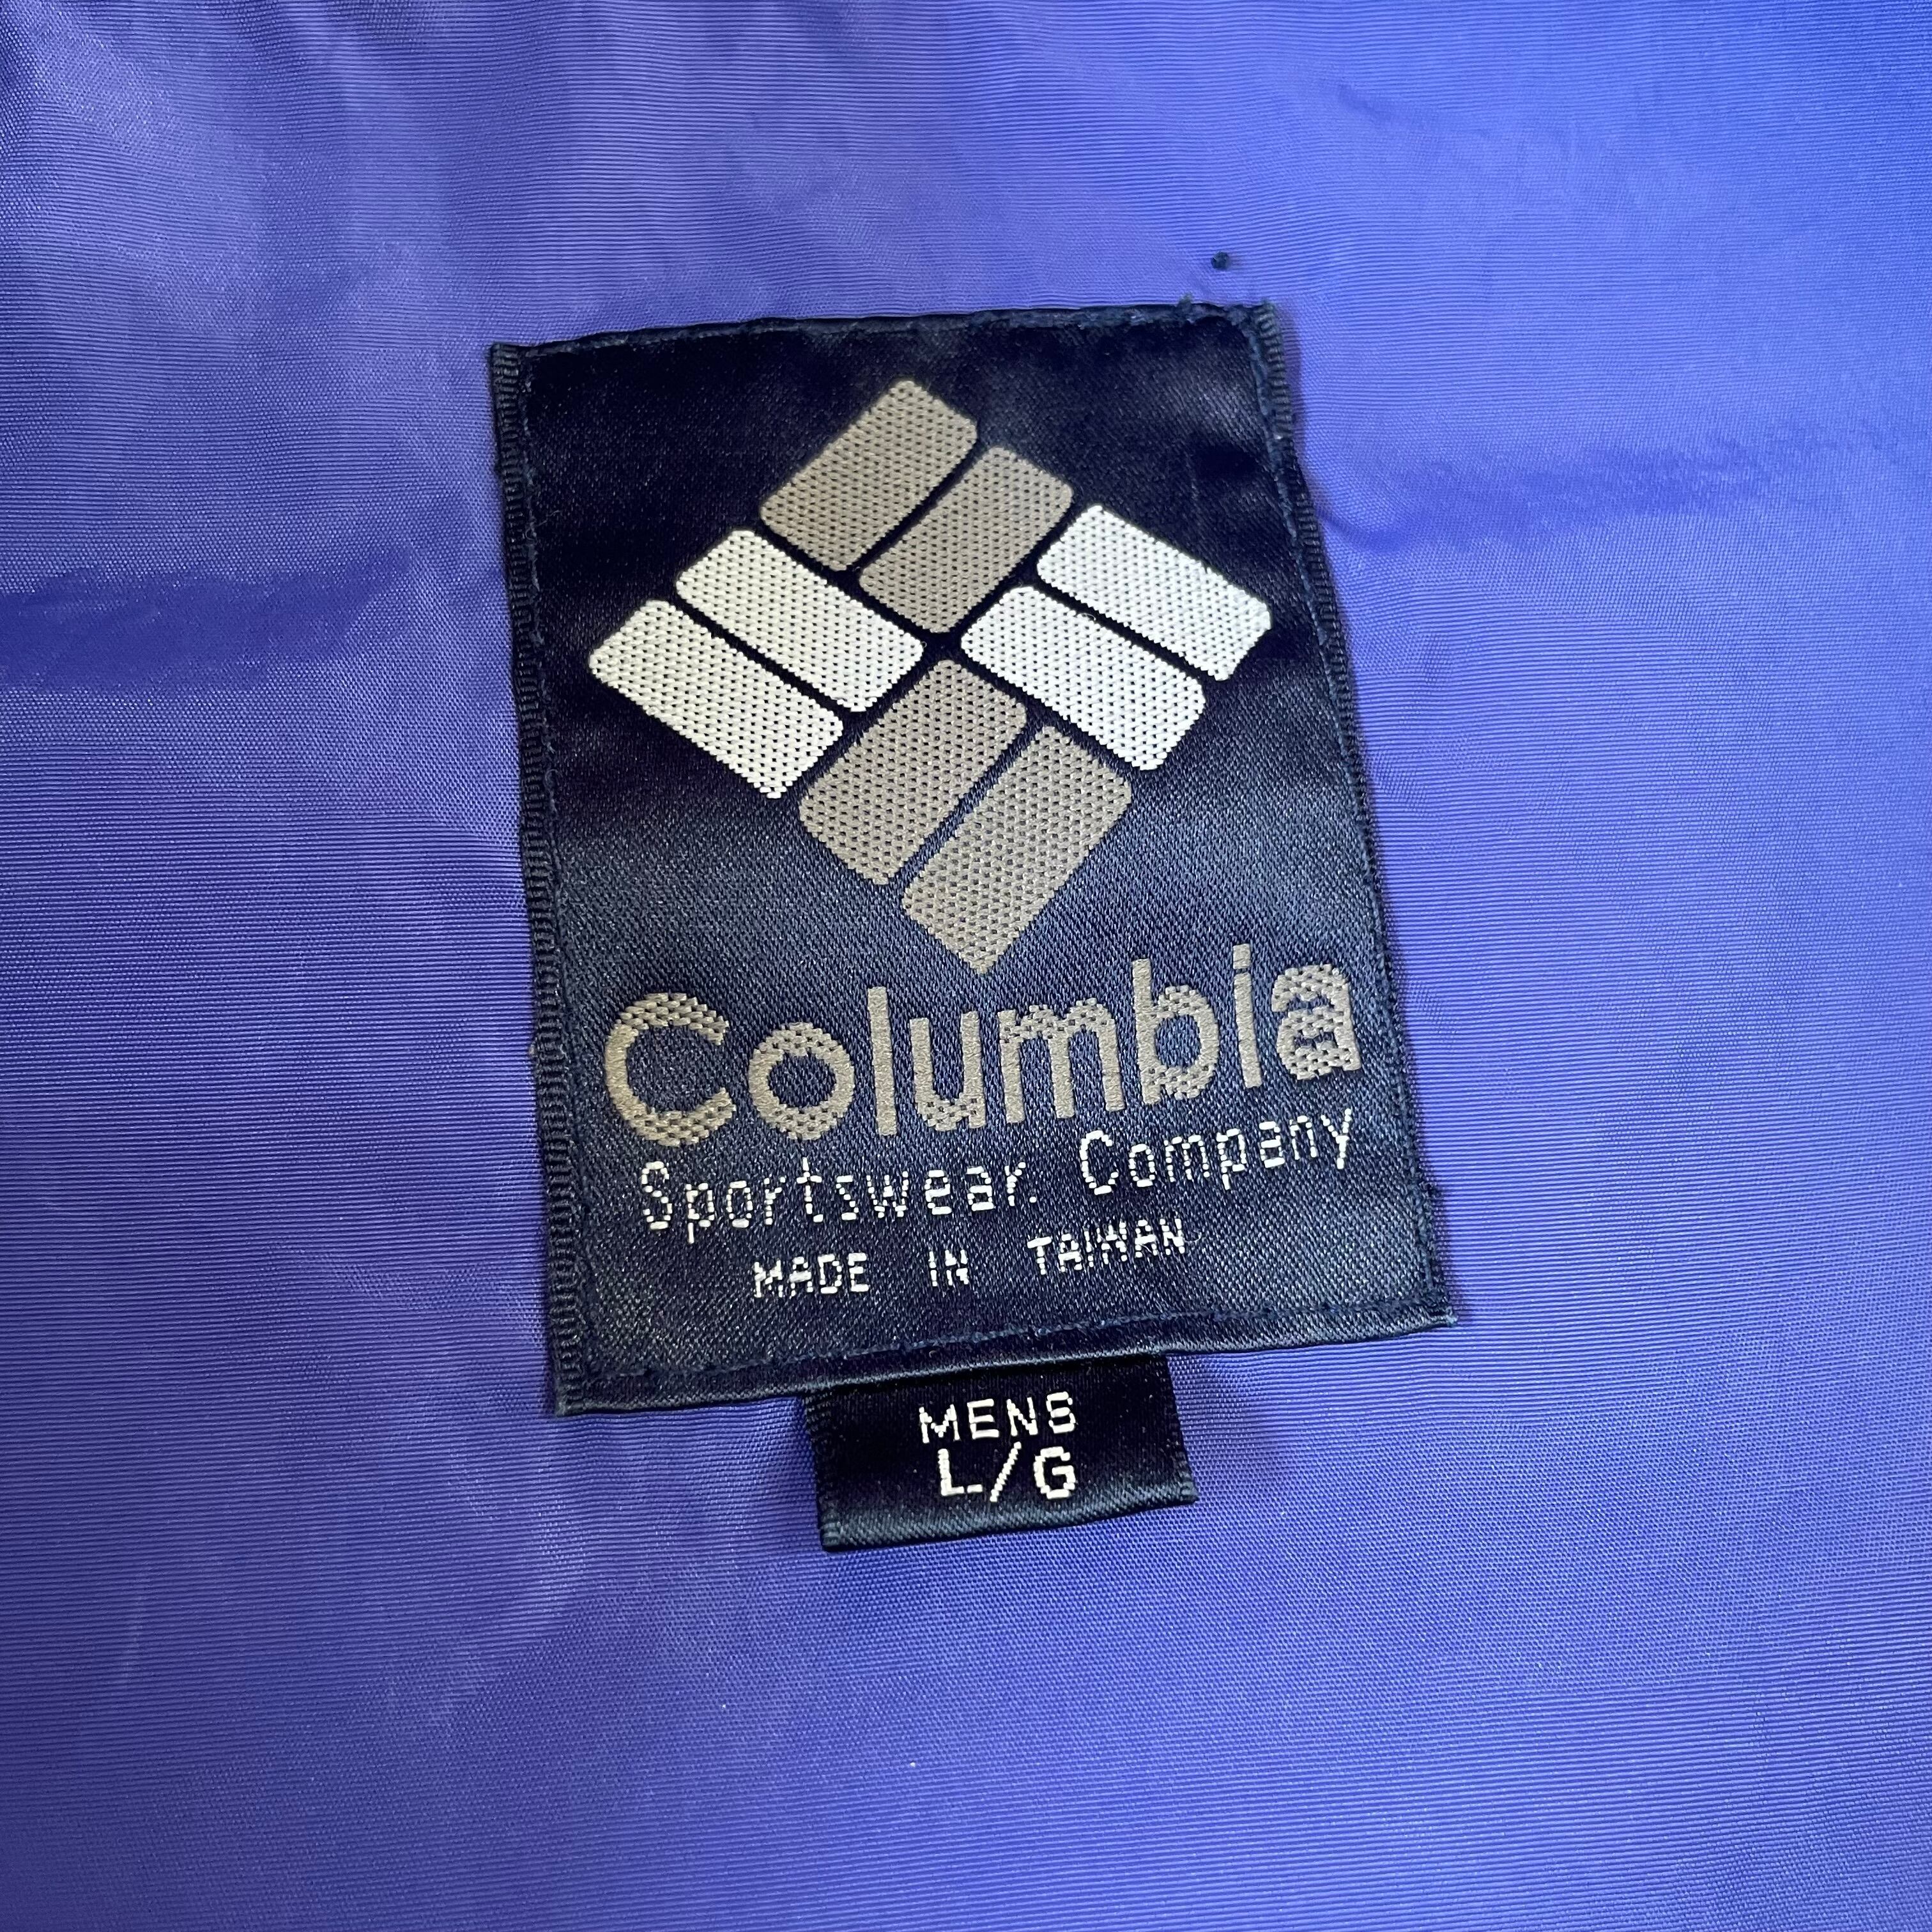 Columbia
Sportswear Company
MADE IN TAIWAN
MENS
L/G